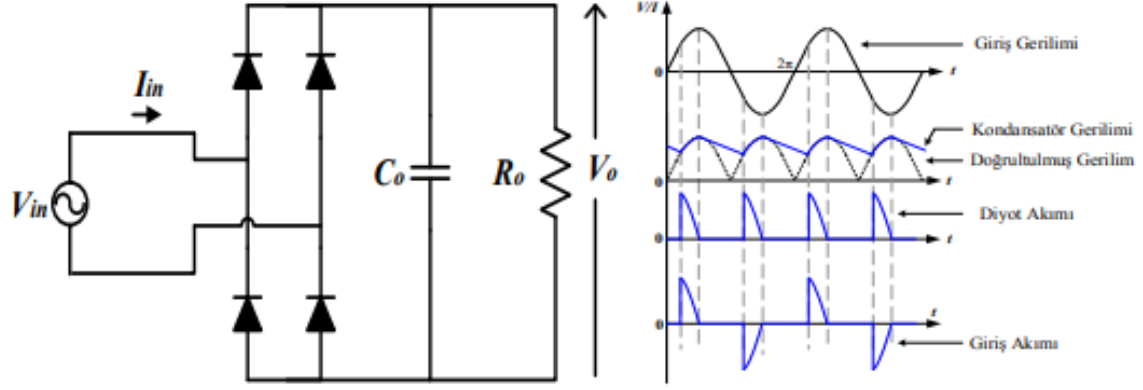 Iin
Vin
Co
Ro
Vo
V/I
Giriş Gerilimi
0
2π
t
Kondansatör Gerilimi
Doğrultulmuş Gerilim
0
t
Diyot Akımı
0
t
0
t
Giriş Akımı